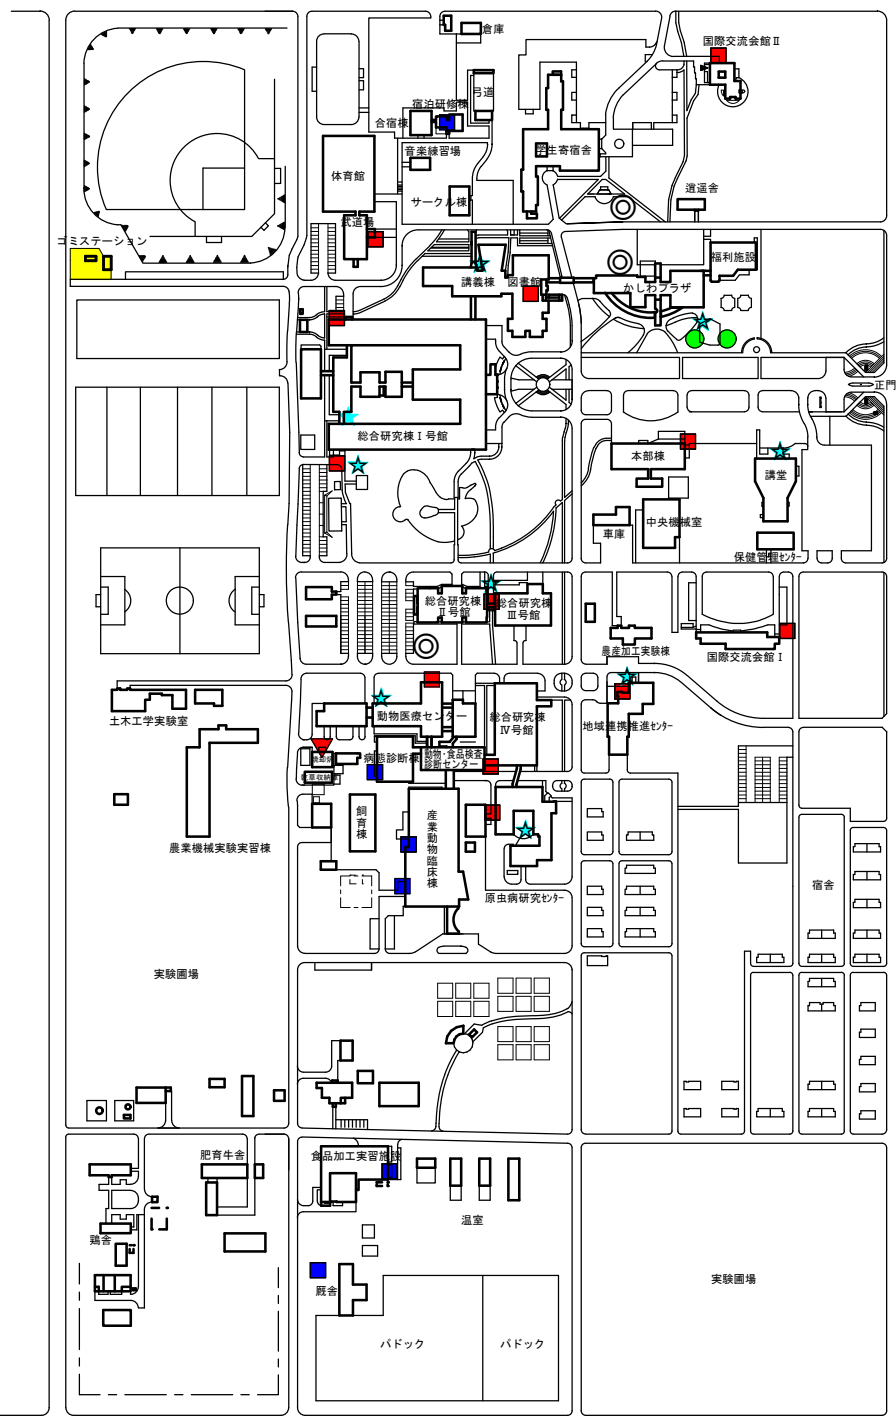 倉庫
国際交流会館Ⅱ
弓道
宿泊研修棟
合宿棟
学生寄宿舎
音楽練習場
体育館
逍遥舎
サークル棟
武道場
ゴミステーション
福利施設
講義棟
図書館
かしわプラザ
正門
総合研究棟Ⅰ号館
本部棟
講堂
中央機械室
車庫
保健管理センター
総合研究棟
Ⅱ号館
総合研究棟
Ⅲ号館
農産加工実験棟
国際交流会館Ⅰ
土木工学実験室
動物医療センター
総合研究棟
Ⅳ号館
地域連携推進センター
病態診断棟
動物・食品検査
診断センター
農業機械実験実習棟
飼育棟
産業動物臨床棟
原虫病研究センター
宿舎
実験圃場
肥育牛舎
食品加工実習施設
鶏舎
温室
厩舎
実験圃場
パドック
パドック